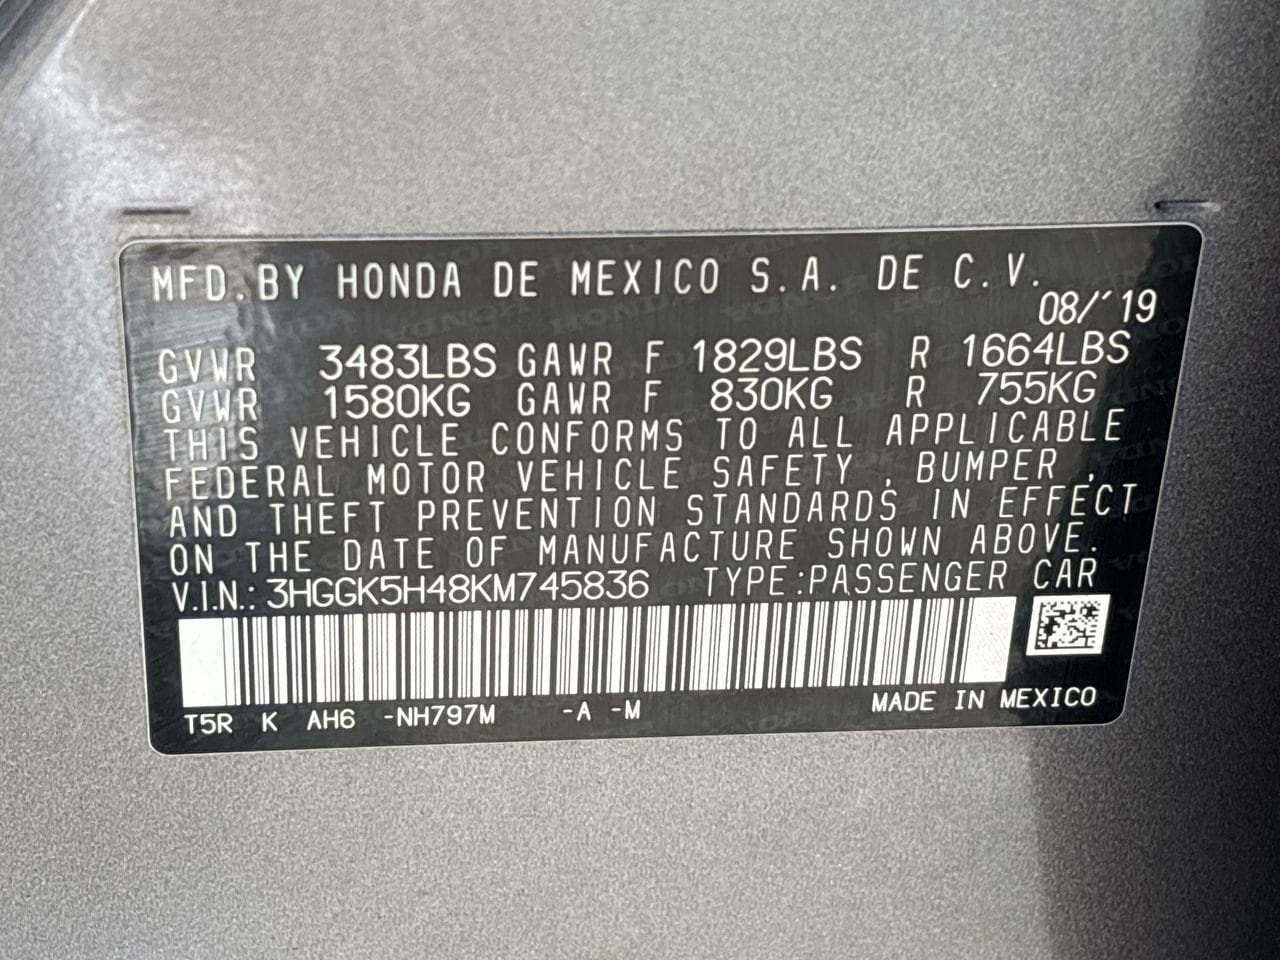 MFD.BY HONDA DE MEXICO S.A. DE C.V.
08/'19
GVWR 3483LBS GAWR F 1829LBS R 1664LBS
GVWR 1580KG GAWR F 830KG R 755KG
THIS VEHICLE CONFORMS TO ALL APPLICABLE
FEDERAL MOTOR VEHICLE SAFETY , BUMPER ,
AND THEFT PREVENTION STANDARDS IN EFFECT
ON THE DATE OF MANUFACTURE SHOWN ABOVE.
V.I.N.: 3HGGK5H48KM745836 TYPE:PASSENGER CAR
T5R K AH6 -NH797M -A -M MADE IN MEXICO